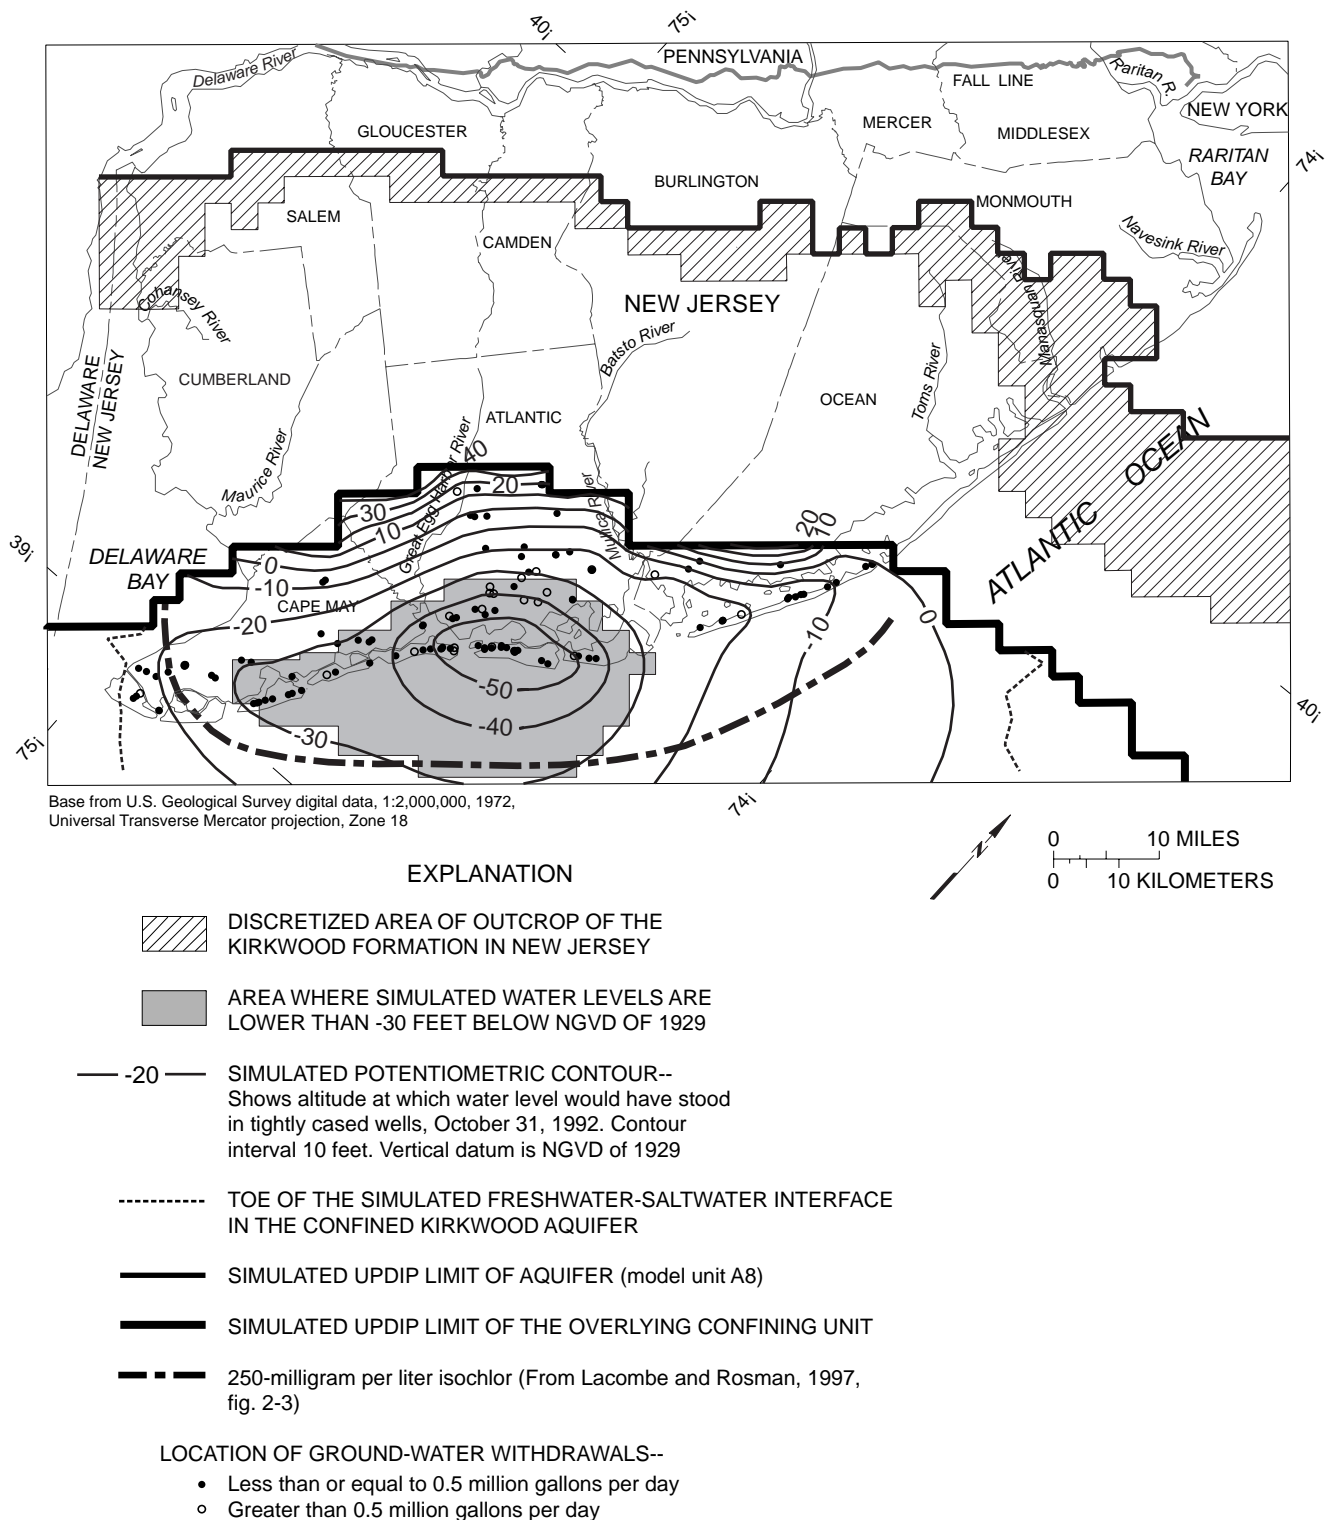 40¡
75¡
PENNSYLVANIA
Delaware River
FALL LINE
Raritan R.
NEW YORK
GLOUCESTER
MERCER
MIDDLESEX
RARITAN
BAY
74¡
BURLINGTON
SALEM
MONMOUTH
CAMDEN
Navesink River
Cohansey River
NEW JERSEY
Manasquan River
Batsto River
DELAWARE
NEW JERSEY
CUMBERLAND
Toms River
OCEAN
ATLANTIC
ATLANTIC OCEAN
Maurice River
Great Egg Harbor River
Mullica River
40
20
30
10
20
10
39¡
DELAWARE
BAY
0
-10
CAPE MAY
-20
-10
0
-50
-40
-30
75¡
74¡
40¡
Base from U.S. Geological Survey digital data, 1:2,000,000, 1972,
Universal Transverse Mercator projection, Zone 18
N
0 10 MILES
0 10 KILOMETERS
EXPLANATION
DISCRETIZED AREA OF OUTCROP OF THE
KIRKWOOD FORMATION IN NEW JERSEY
AREA WHERE SIMULATED WATER LEVELS ARE
LOWER THAN -30 FEET BELOW NGVD OF 1929
-20 SIMULATED POTENTIOMETRIC CONTOUR--
Shows altitude at which water level would have stood
in tightly cased wells, October 31, 1992. Contour
interval 10 feet. Vertical datum is NGVD of 1929
TOE OF THE SIMULATED FRESHWATER-SALTWATER INTERFACE
IN THE CONFINED KIRKWOOD AQUIFER
SIMULATED UPDIP LIMIT OF AQUIFER (model unit A8)
SIMULATED UPDIP LIMIT OF THE OVERLYING CONFINING UNIT
250-milligram per liter isochlor (From Lacombe and Rosman, 1997,
fig. 2-3)
LOCATION OF GROUND-WATER WITHDRAWALS--
Less than or equal to 0.5 million gallons per day
Greater than 0.5 million gallons per day